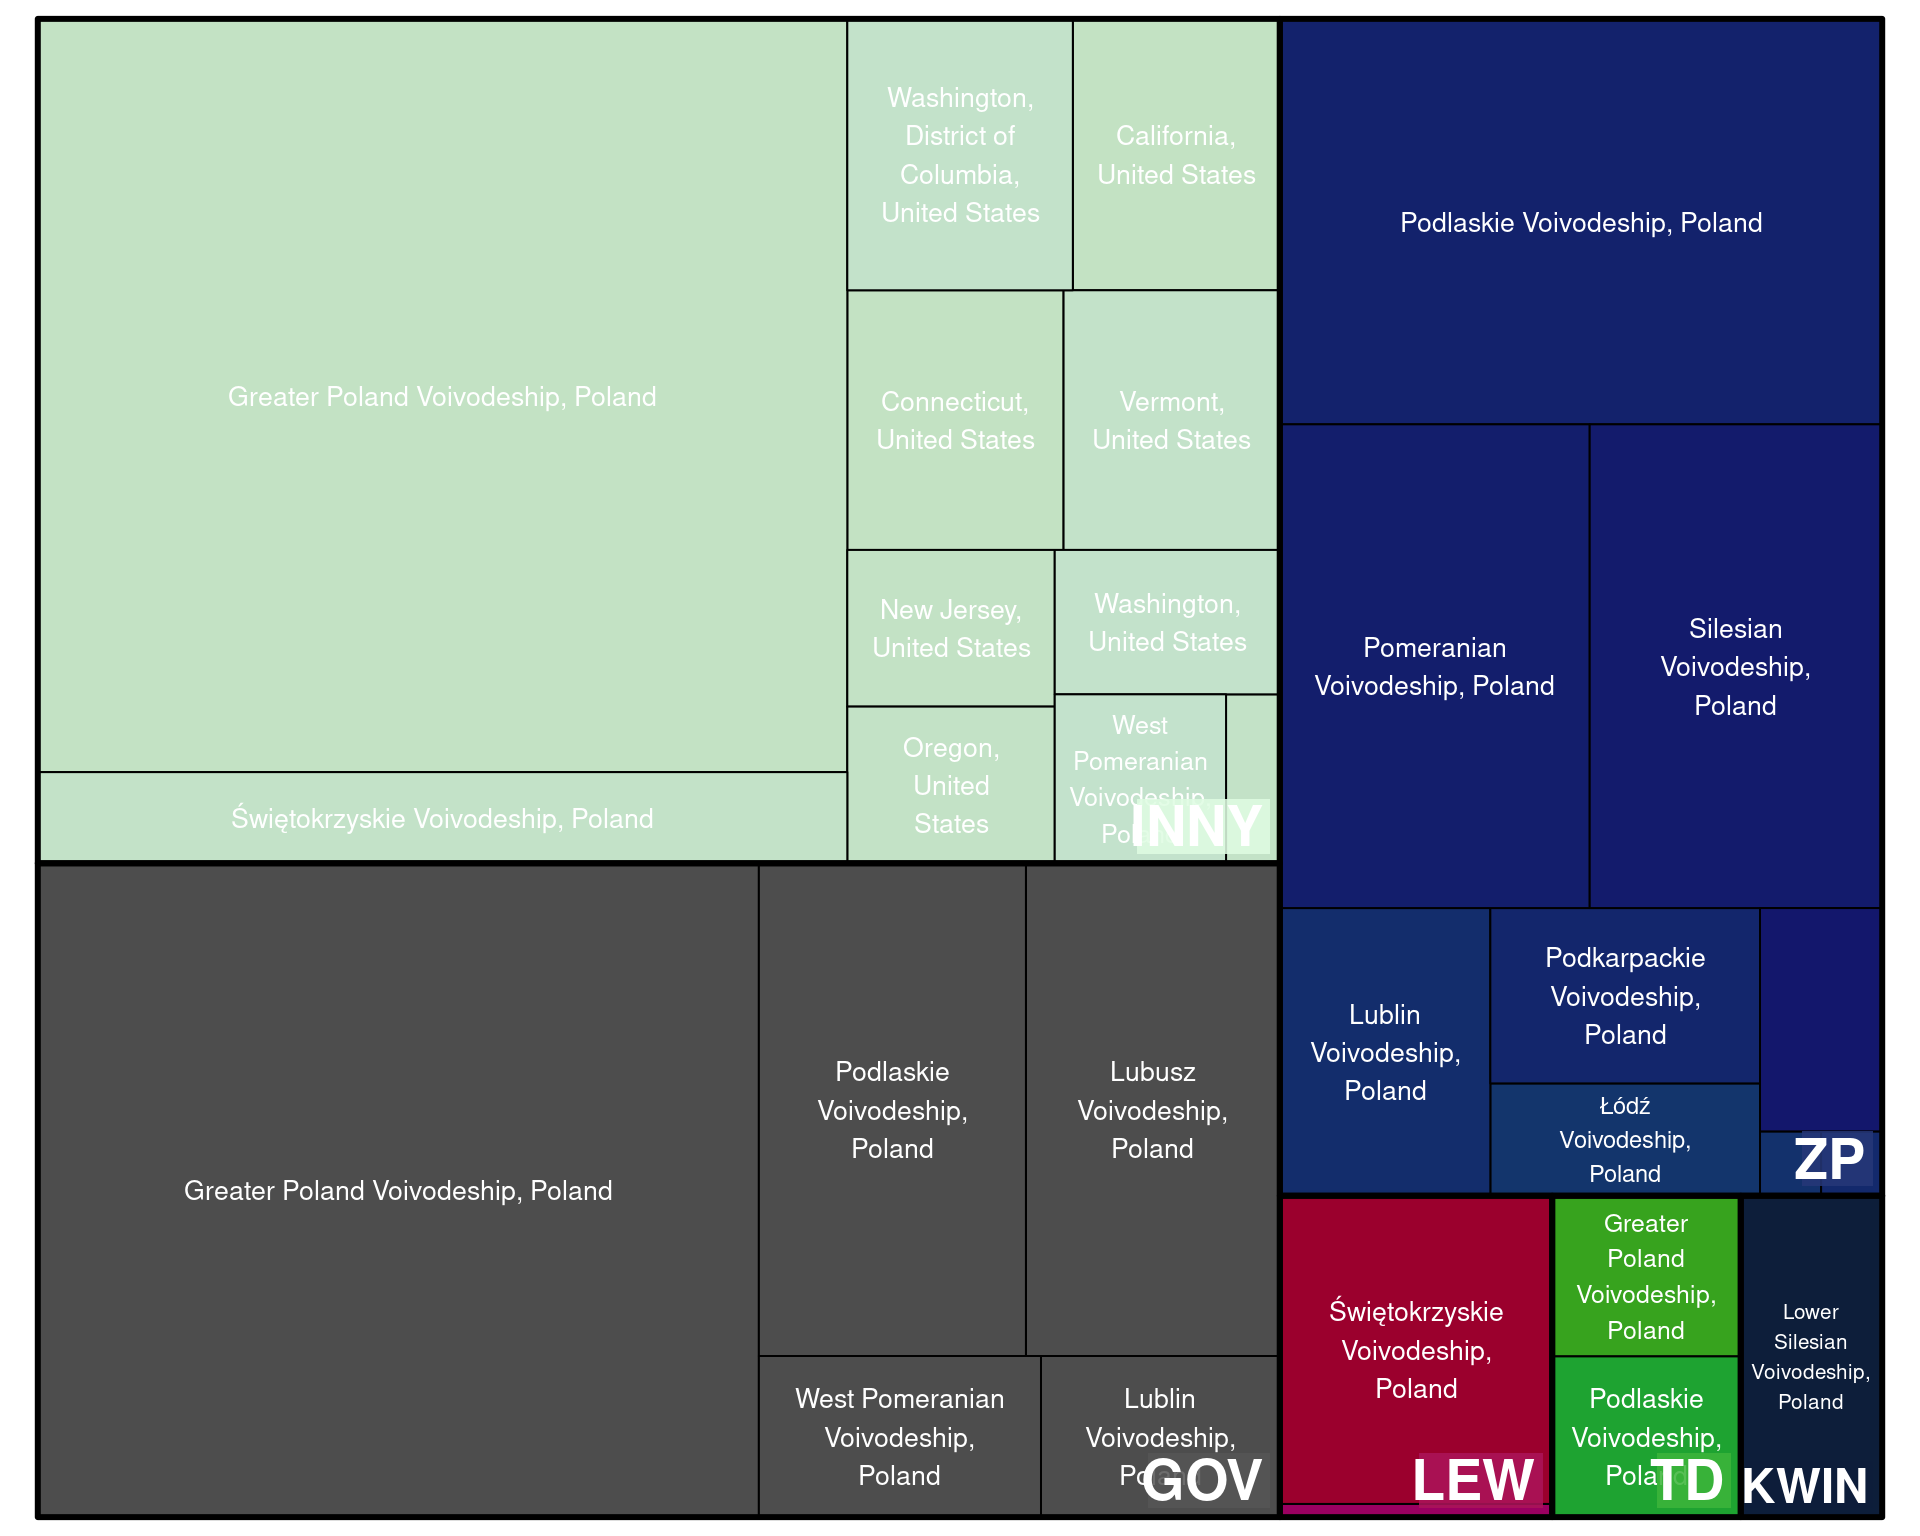 Greater Poland Voivodeship, Poland
Świętokrzyskie Voivodeship, Poland
Washington,
District of
Columbia,
United States
California,
United States
Connecticut,
United States
Vermont,
United States
New Jersey,
United States
Washington,
United States
Oregon,
United
States
West
Pomeranian
Voivodeship,
Poland
INNY
Greater Poland Voivodeship, Poland
Podlaskie
Voivodeship,
Poland
Lubusz
Voivodeship,
Poland
West Pomeranian
Voivodeship,
Poland
Lublin
Voivodeship,
Poland
GOV
Podlaskie Voivodeship, Poland
Pomeranian
Voivodeship, Poland
Silesian
Voivodeship,
Poland
Lublin
Voivodeship,
Poland
Podkarpackie
Voivodeship,
Poland
Łódź
Voivodeship,
Poland
ZP
Świętokrzyskie
Voivodeship,
Poland
LEW
Greater
Poland
Voivodeship,
Poland
Podlaskie
Voivodeship,
Poland
TD
Lower
Silesian
Voivodeship,
Poland
KWIN